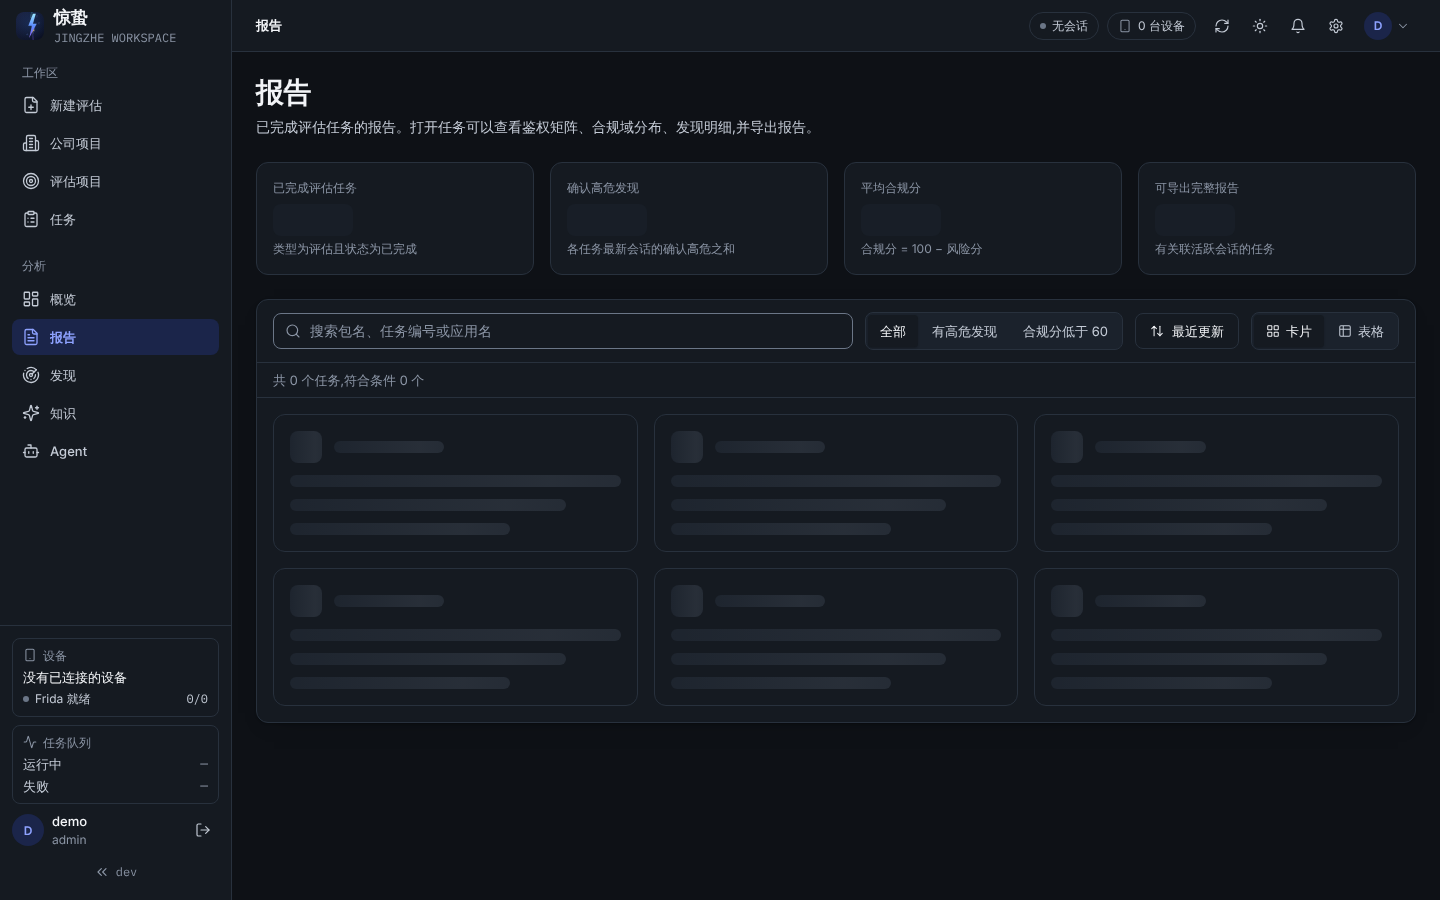 惊蛰
JINGZHE WORKSPACE
工作区
新建评估
公司项目
评估项目
任务
分析
概览
报告
发现
知识
Agent
设备
没有已连接的设备
Frida 就绪 0/0
任务队列
运行中 –
失败 –
D demo
admin
dev
报告 无会话 0 台设备 D
报告
已完成评估任务的报告。打开任务可以查看鉴权矩阵、合规域分布、发现明细,并导出报告。
已完成评估任务
类型为评估且状态为已完成
确认高危发现
各任务最新会话的确认高危之和
平均合规分
合规分 = 100 − 风险分
可导出完整报告
有关联活跃会话的任务
搜索包名、任务编号或应用名 全部 有高危发现 合规分低于 60 最近更新 卡片 表格
共 0 个任务,符合条件 0 个